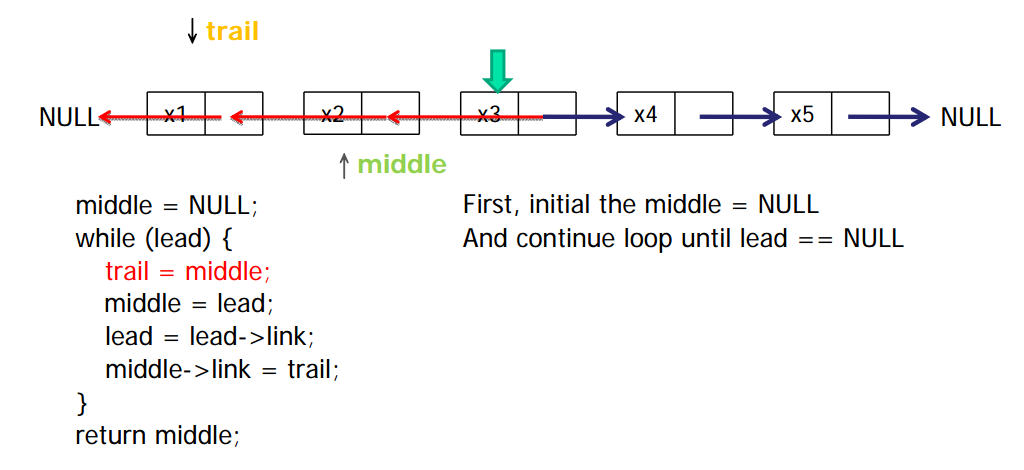 trail
NULL x1 x2 x3 x4 x5 NULL
middle
middle = NULL;
while (lead) {
trail = middle;
middle = lead;
lead = lead->link;
middle->link = trail;
}
return middle;
First, initial the middle = NULL
And continue loop until lead == NULL